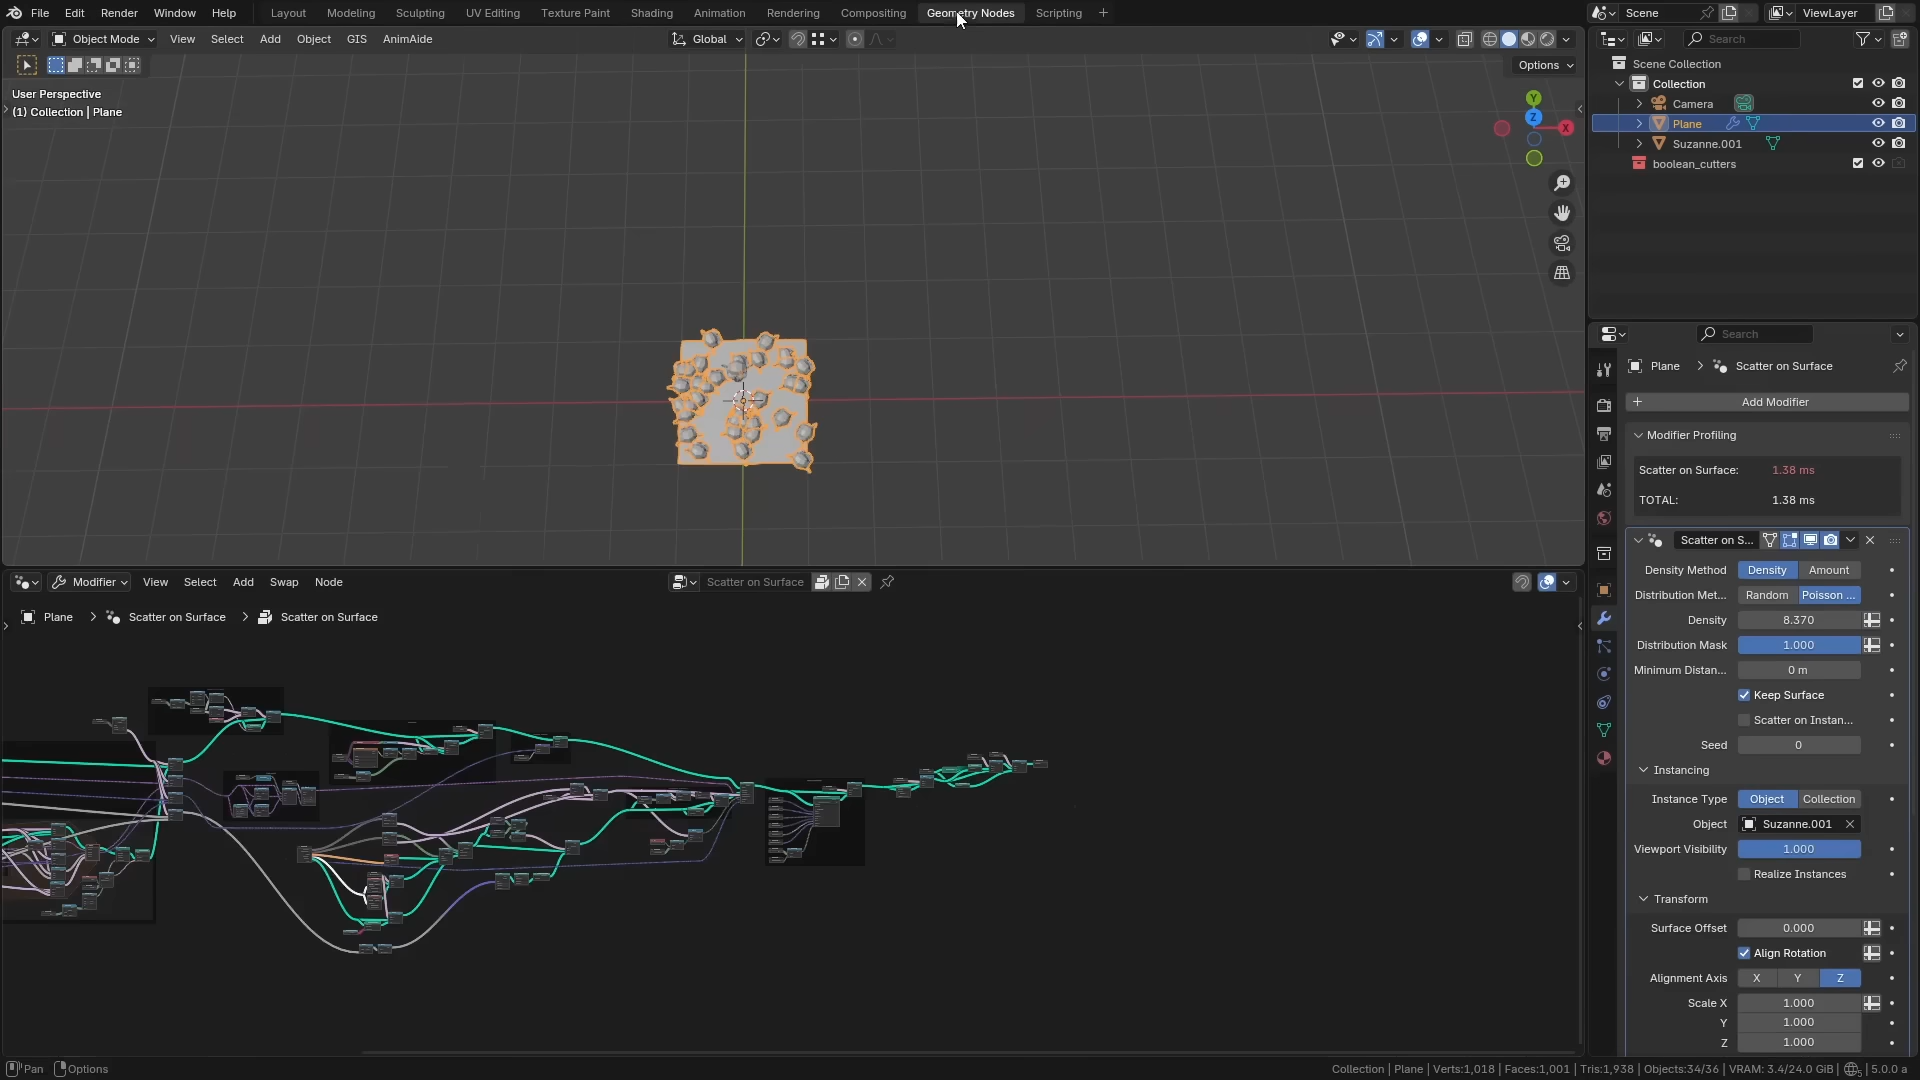 File Edit Render Window Help Layout Modeling Sculpting UV Editing Texture Paint Shading Animation Rendering Compositing Geometry Nodes Scripting + Scene ViewLayer
Object Mode View Select Add Object GIS AnimAide Global Search
Options
User Perspective
(1) Collection | Plane
Y
Z
X
Scene Collection
Collection
Camera
Plane
Suzanne.001
boolean_cutters
Search
Plane > Scatter on Surface
+ Add Modifier
Modifier Profiling
Scatter on Surface: 1.38 ms
TOTAL: 1.38 ms
Scatter on S...
Density Method Density Amount
Distribution Met... Random Poisson ...
Density 8.370
Distribution Mask 1.000
Minimum Distan... 0 m
Keep Surface
Scatter on Instan...
Seed 0
Instancing
Instance Type Object Collection
Object Suzanne.001
Viewport Visibility 1.000
Realize Instances
Transform
Surface Offset 0.000
Align Rotation
Alignment Axis X Y Z
Scale X 1.000
Y 1.000
Z 1.000
Modifier View Select Add Swap Node Scatter on Surface
Plane > Scatter on Surface > Scatter on Surface
Pan Options Collection | Plane | Verts:1,018 | Faces:1,001 | Tris:1,938 | Objects:34/36 | VRAM: 3.4/24.0 GiB | 5.0.0 a